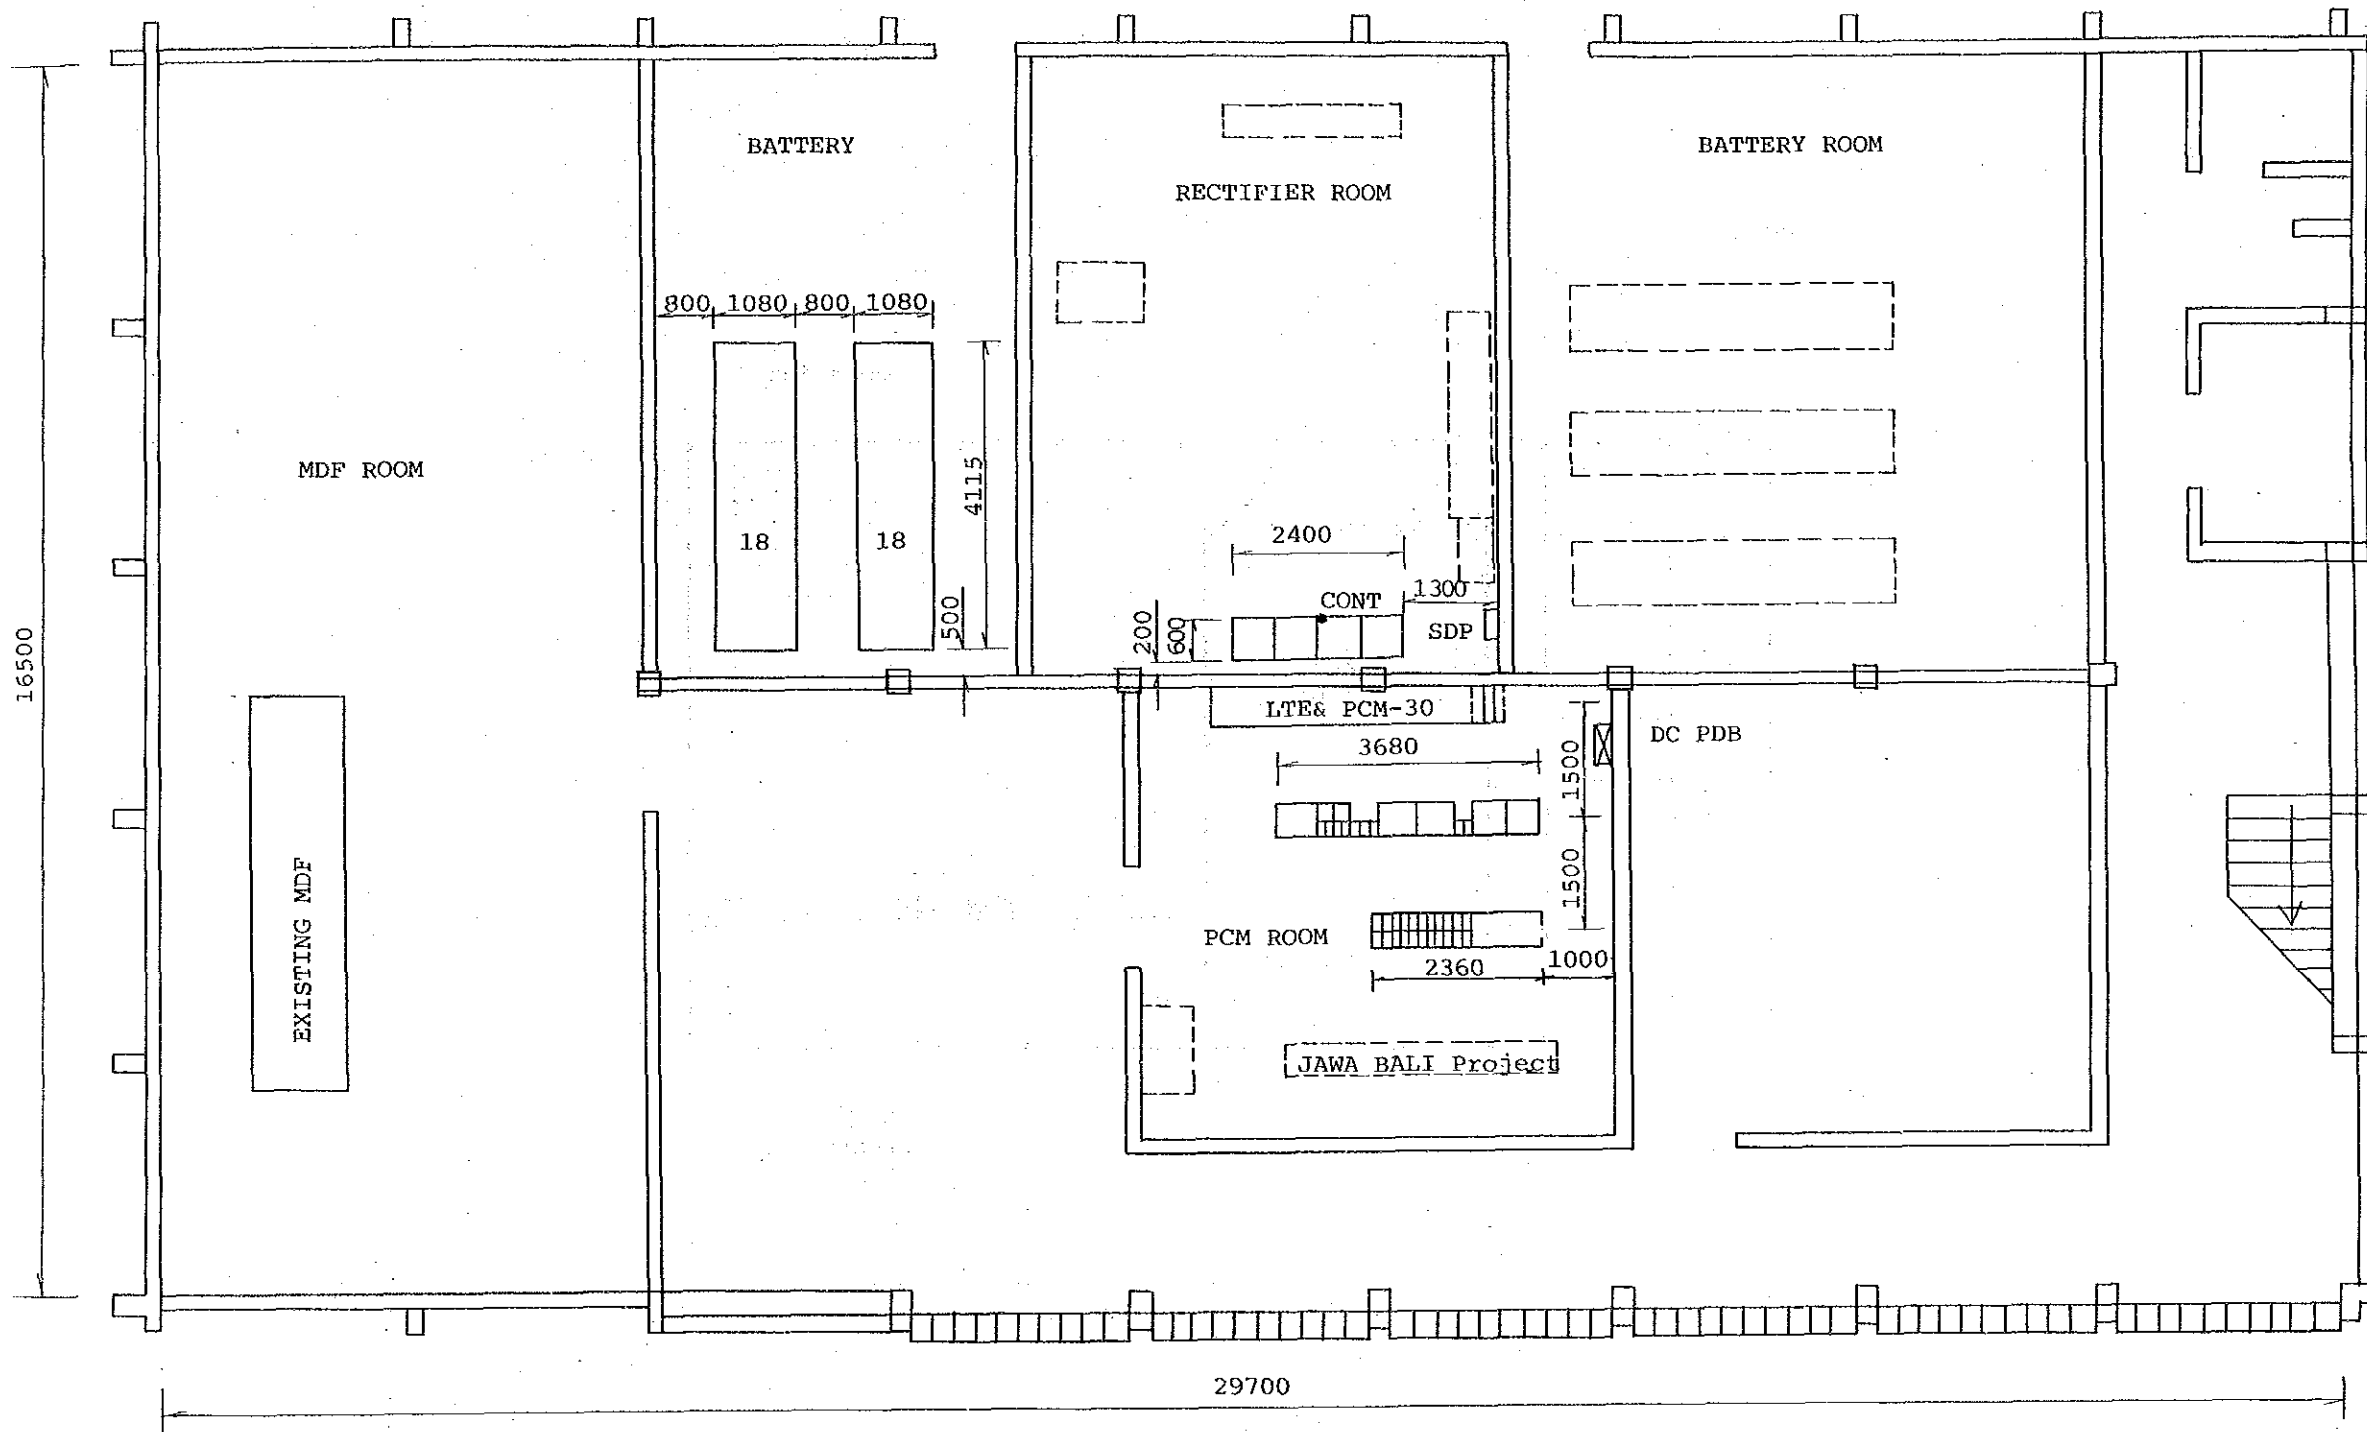 BATTERY
BATTERY ROOM
RECTIFIER ROOM
800 1080 800 1080
MDF ROOM
4115
18
18
2400
1300
CONT
500
200
600
SDP
16500
LTE& PCM-30
DC PDB
3680
1500
1500
EXISTING MDF
PCM ROOM
2360
1000
JAWA BALI Project
29700